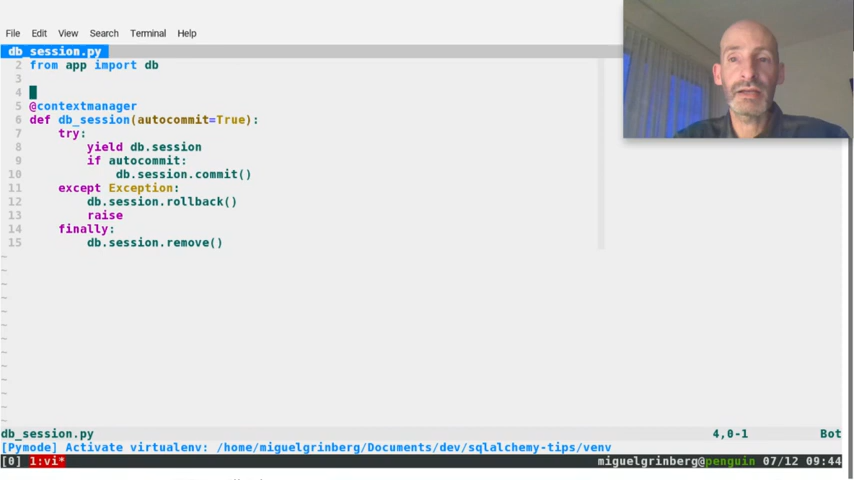 File Edit View Search Terminal Help
db_session.py
2 from app import db
3
4
5 @contextmanager
6 def db_session(autocommit=True):
7 try:
8 yield db.session
9 if autocommit:
10 db.session.commit()
11 except Exception:
12 db.session.rollback()
13 raise
14 finally:
15 db.session.remove()
~
~
~
~
~
~
~
~
~
~
~
~
~
db_session.py 4,0-1 Bot
[Pymode] Activate virtualenv: /home/miguelgrinberg/Documents/dev/sqlalchemy-tips/venv
[0] 1:vi* miguelgrinberg@penguin 07/12 09:44